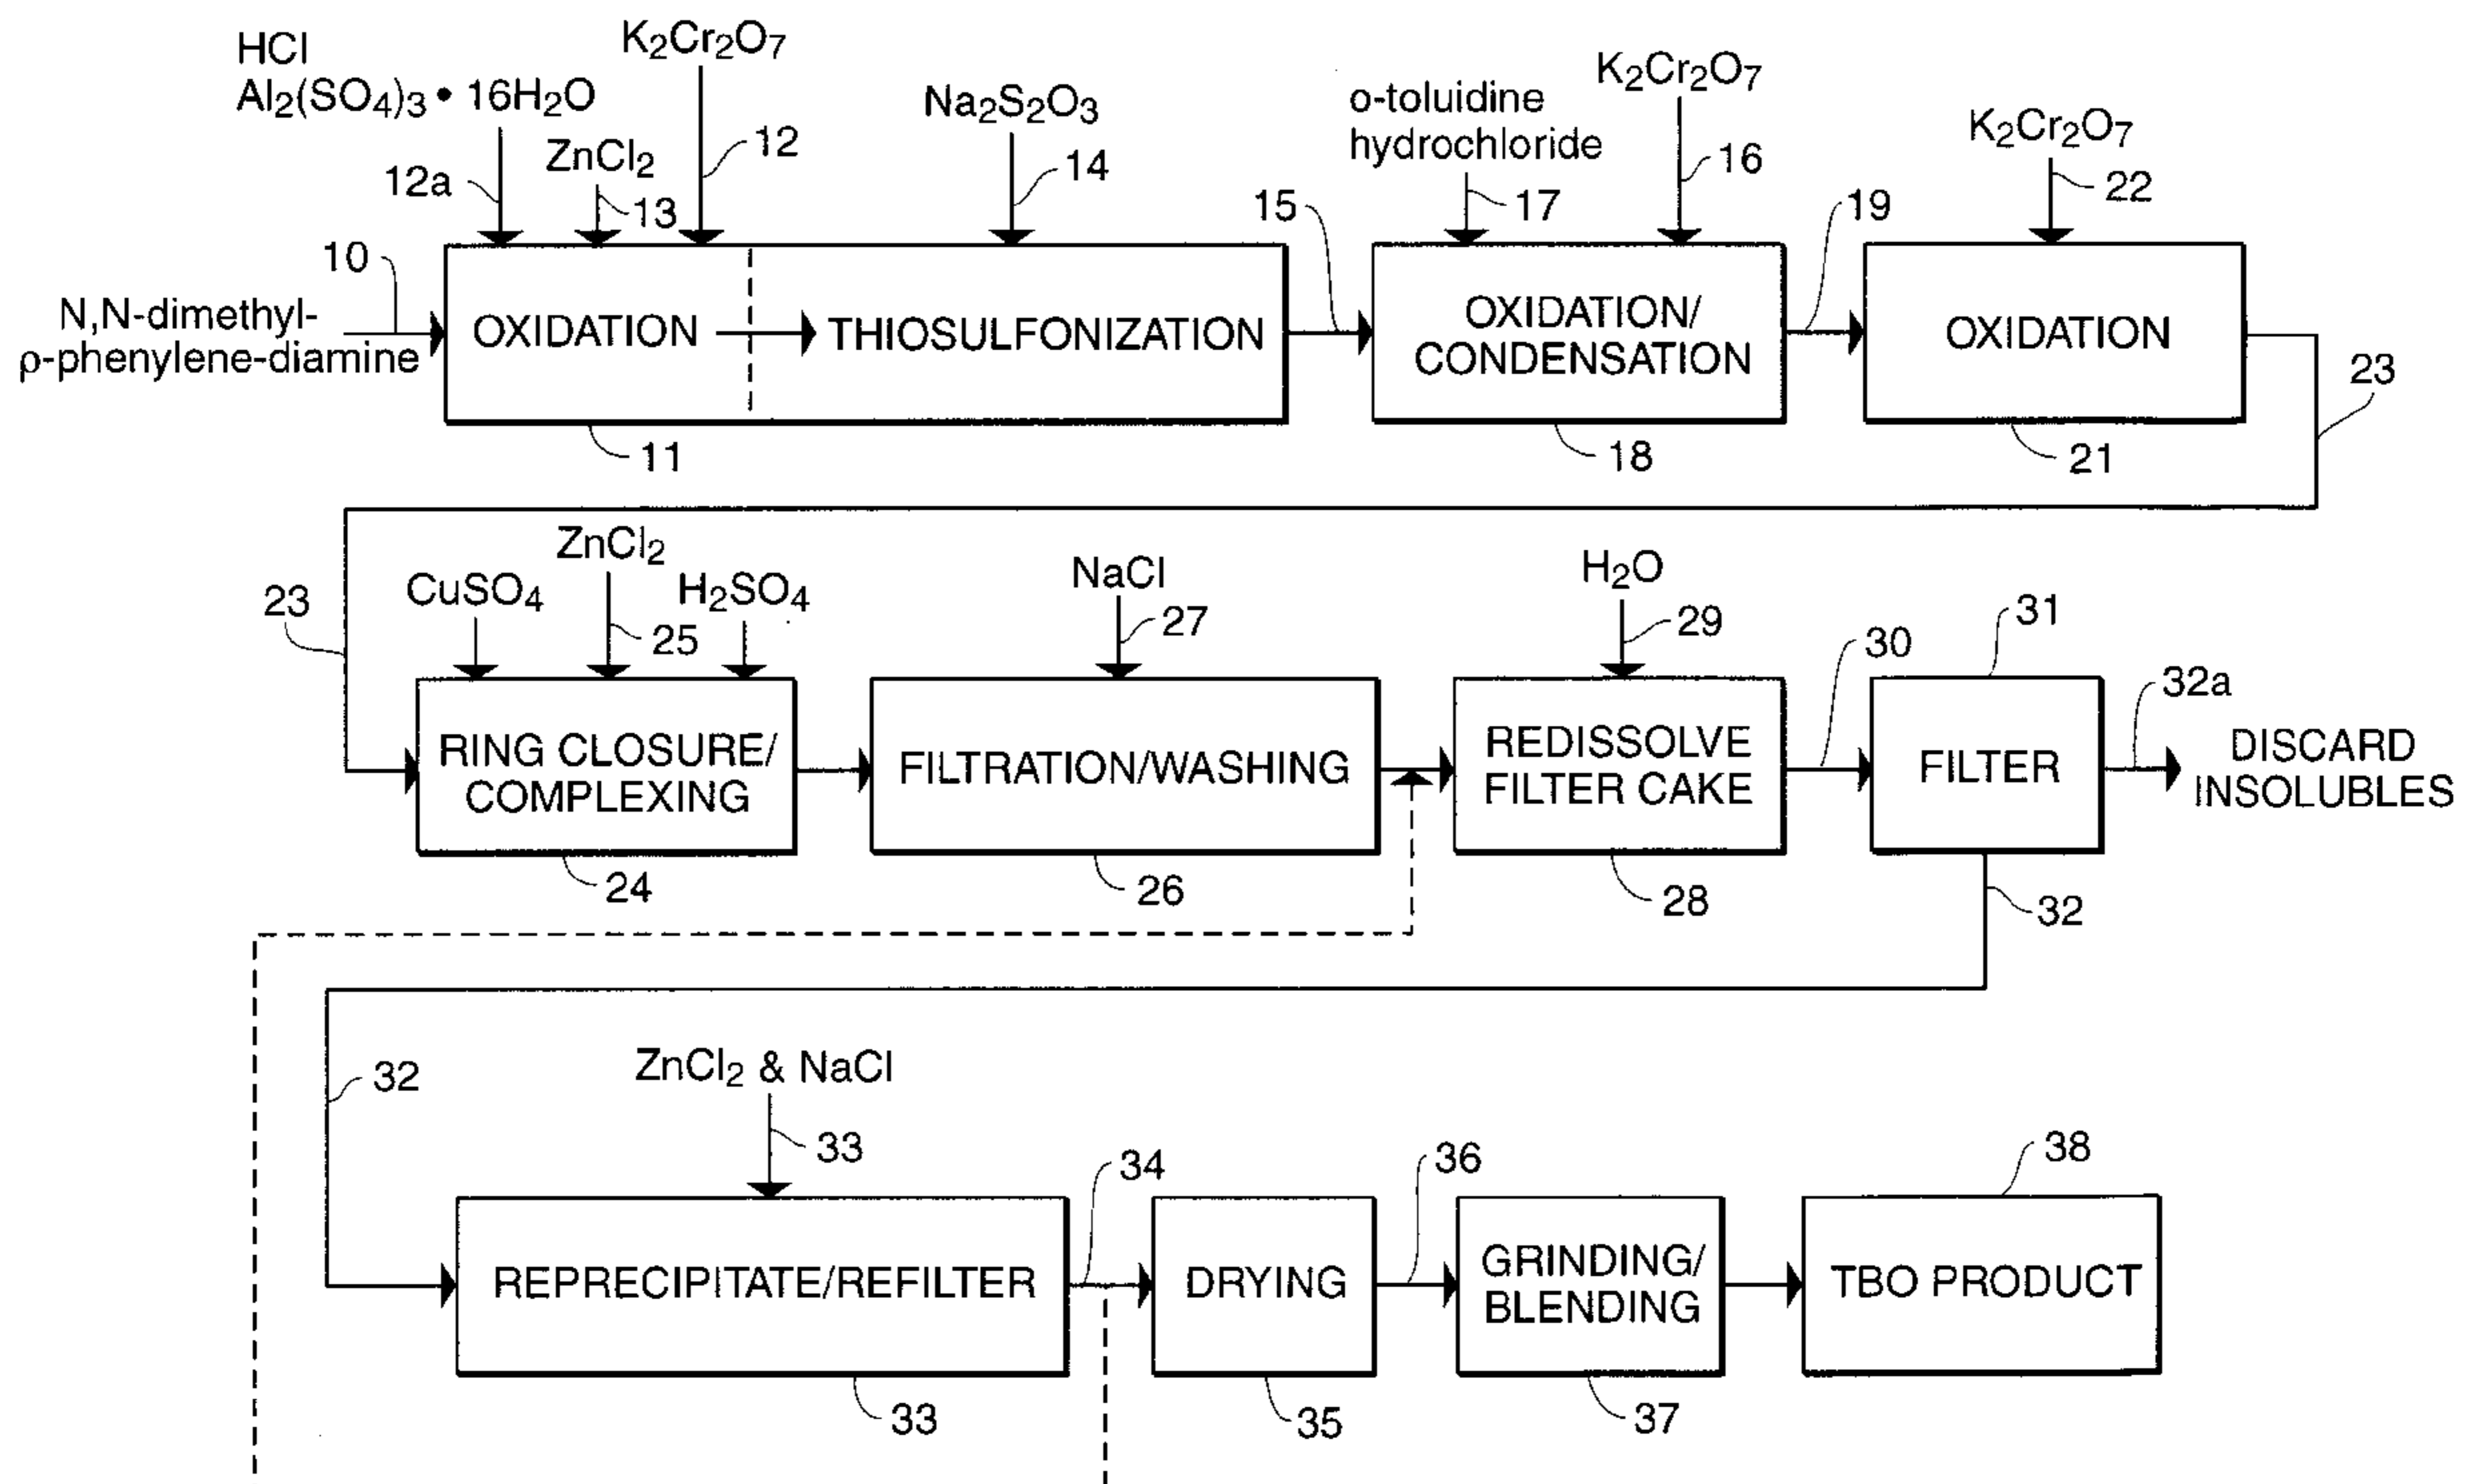 HCl
Al2(SO4)3 • 16H2O
K2Cr2O7
ZnCl2
12a
13
12
Na2S2O3
14
o-toluidine
hydrochloride
17
K2Cr2O7
16
K2Cr2O7
22
10
N,N-dimethyl-
ρ-phenylene-diamine
OXIDATION
THIOSULFONIZATION
11
15
OXIDATION/
CONDENSATION
18
19
OXIDATION
21
23
23
CuSO4
ZnCl2
25
H2SO4
RING CLOSURE/
COMPLEXING
24
NaCl
27
FILTRATION/WASHING
26
H2O
29
REDISSOLVE
FILTER CAKE
28
30
31
FILTER
32a
DISCARD
INSOLUBLES
32
32
ZnCl2 & NaCl
33
REPRECIPITATE/REFILTER
33
34
DRYING
35
36
GRINDING/
BLENDING
37
38
TBO PRODUCT